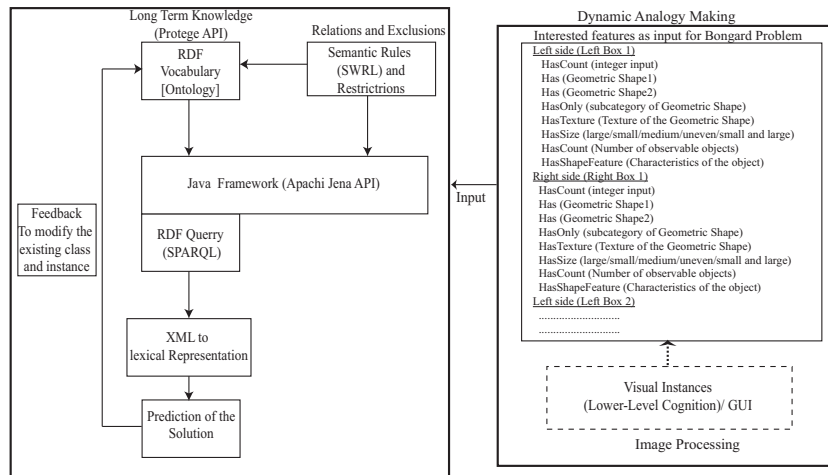 Long Term Knowledge
(Protege API)
Relations and Exclusions
RDF
Vocabulary
[Ontology]
Semantic Rules
(SWRL) and
Restrictrions
Java Framework (Apachi Jena API)
RDF Querry
(SPARQL)
Feedback
To modify the
existing class
and instance
XML to
lexical Representation
Prediction of the
Solution
Input
Dynamic Analogy Making
Interested features as input for Bongard Problem
Left side (Left Box 1)
HasCount (integer input)
Has (Geometric Shape1)
Has (Geometric Shape2)
HasOnly (subcategory of Geometric Shape)
HasTexture (Texture of the Geometric Shape)
HasSize (large/small/medium/uneven/small and large)
HasCount (Number of observable objects)
HasShapeFeature (Characteristics of the object)
Right side (Right Box 1)
HasCount (integer input)
Has (Geometric Shape1)
Has (Geometric Shape2)
HasOnly (subcategory of Geometric Shape)
HasTexture (Texture of the Geometric Shape)
HasSize (large/small/medium/uneven/small and large)
HasCount (Number of observable objects)
HasShapeFeature (Characteristics of the object)
Left side (Left Box 2)
............................
............................
Visual Instances
(Lower-Level Cognition)/ GUI
Image Processing